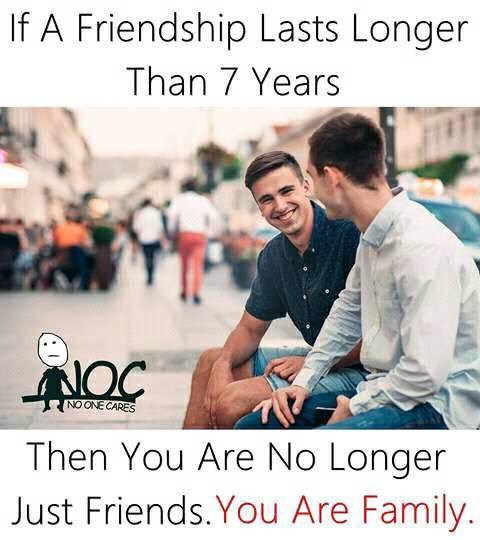 If A Friendship Lasts Longer
Than 7 Years
NOC
NO ONE CARES
Then You Are No Longer
Just Friends.You Are Family.